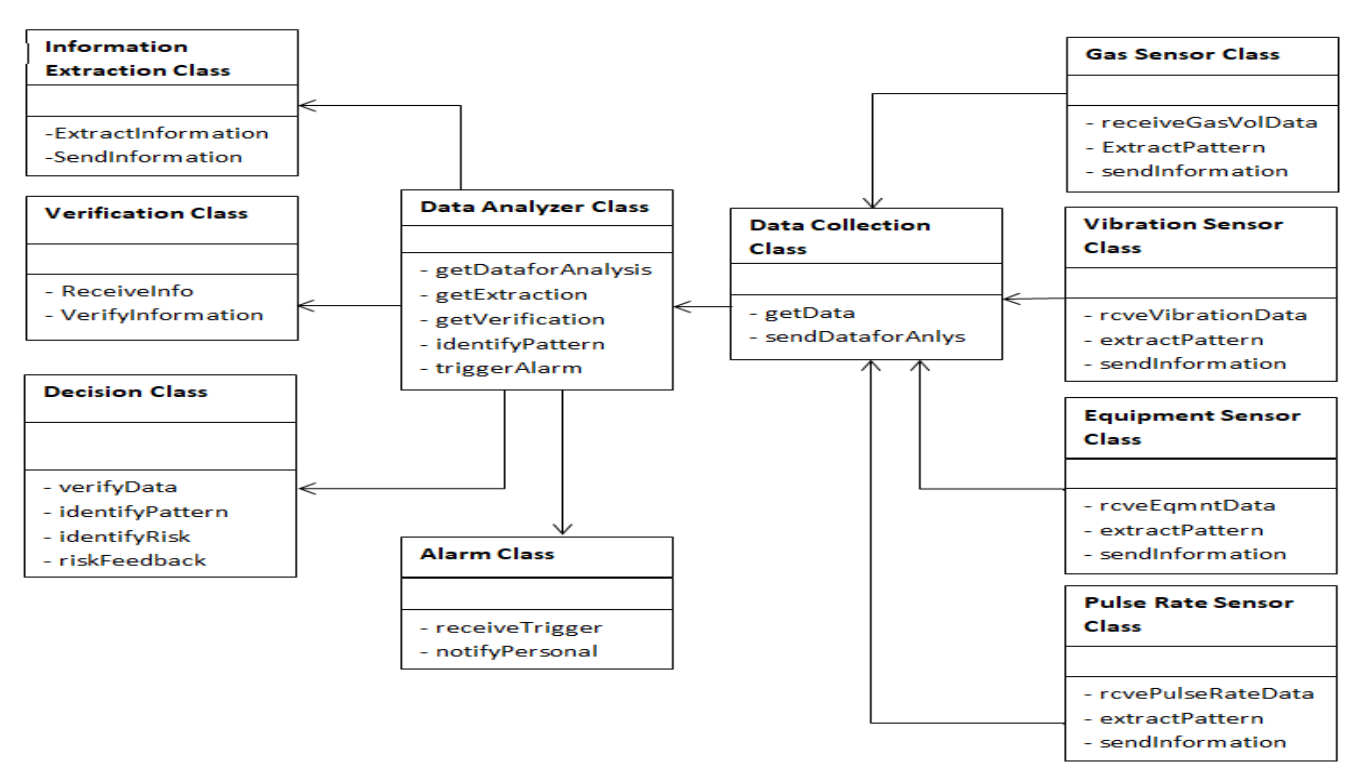 Information
Extraction Class
-ExtractInformation
-SendInformation
Verification Class
- ReceiveInfo
- VerifyInformation
Decision Class
- verifyData
- identifyPattern
- identifyRisk
- riskFeedback
Data Analyzer Class
- getDataforAnalysis
- getExtraction
- getVerification
- identifyPattern
- triggerAlarm
Alarm Class
- receiveTrigger
- notifyPersonal
Data Collection
Class
- getData
- sendDataforAnlys
Gas Sensor Class
- receiveGasVolData
- ExtractPattern
- sendInformation
Vibration Sensor
Class
- rcveVibrationData
- extractPattern
- sendInformation
Equipment Sensor
Class
- rcveEqmntData
- extractPattern
- sendInformation
Pulse Rate Sensor
Class
- rcvePulseRateData
- extractPattern
- sendInformation